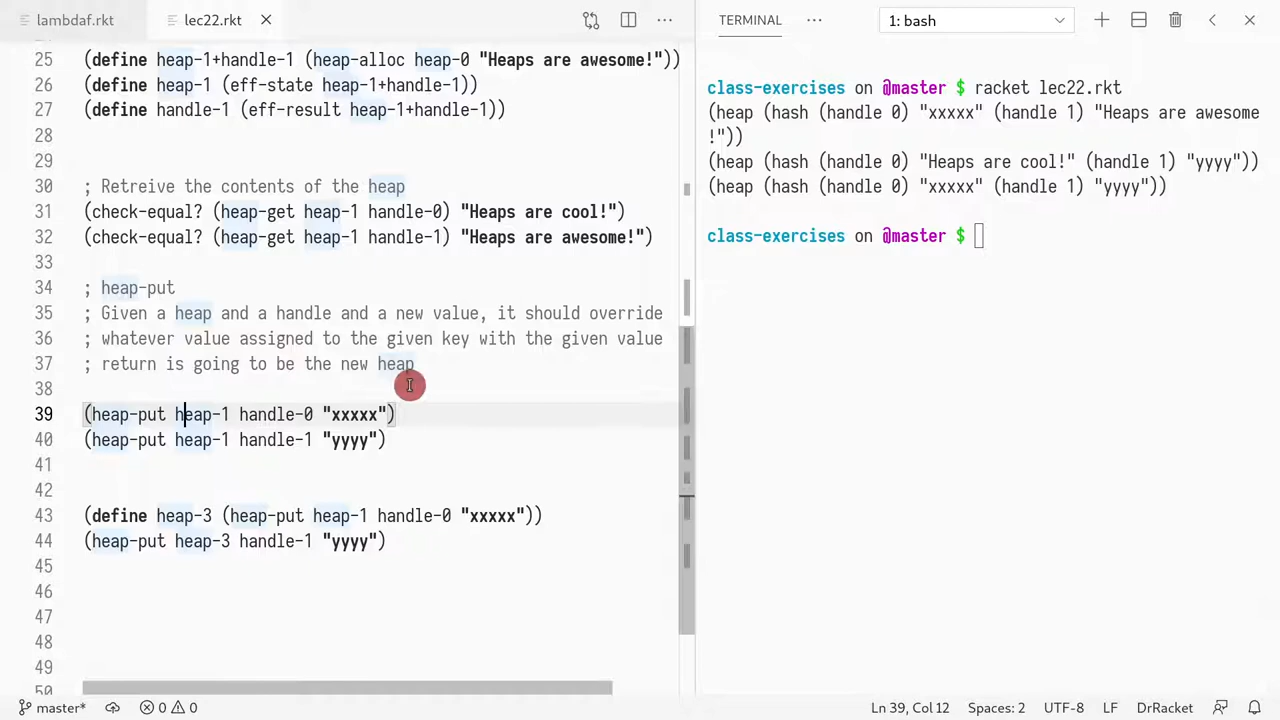 lambdaf.rkt
lec22.rkt
25 (define heap-1+handle-1 (heap-alloc heap-0 "Heaps are awesome!"))
26 (define heap-1 (eff-state heap-1+handle-1))
27 (define handle-1 (eff-result heap-1+handle-1))
28
29
30 ; Retreive the contents of the heap
31 (check-equal? (heap-get heap-1 handle-0) "Heaps are cool!")
32 (check-equal? (heap-get heap-1 handle-1) "Heaps are awesome!")
33
34 ; heap-put
35 ; Given a heap and a handle and a new value, it should override
36 ; whatever value assigned to the given key with the given value
37 ; return is going to be the new heap
38
39 (heap-put heap-1 handle-0 "xxxxx")
40 (heap-put heap-1 handle-1 "yyyy")
41
42
43 (define heap-3 (heap-put heap-1 handle-0 "xxxxx"))
44 (heap-put heap-3 handle-1 "yyyy")
45
46
47
48
49
50
TERMINAL
1: bash
class-exercises on @master $ racket lec22.rkt
(heap (hash (handle 0) "xxxxx" (handle 1) "Heaps are awesome
!"))
(heap (hash (handle 0) "Heaps are cool!" (handle 1) "yyyy"))
(heap (hash (handle 0) "xxxxx" (handle 1) "yyyy"))
class-exercises on @master $
master*
0
0
Ln 39, Col 12
Spaces: 2
UTF-8
LF
DrRacket